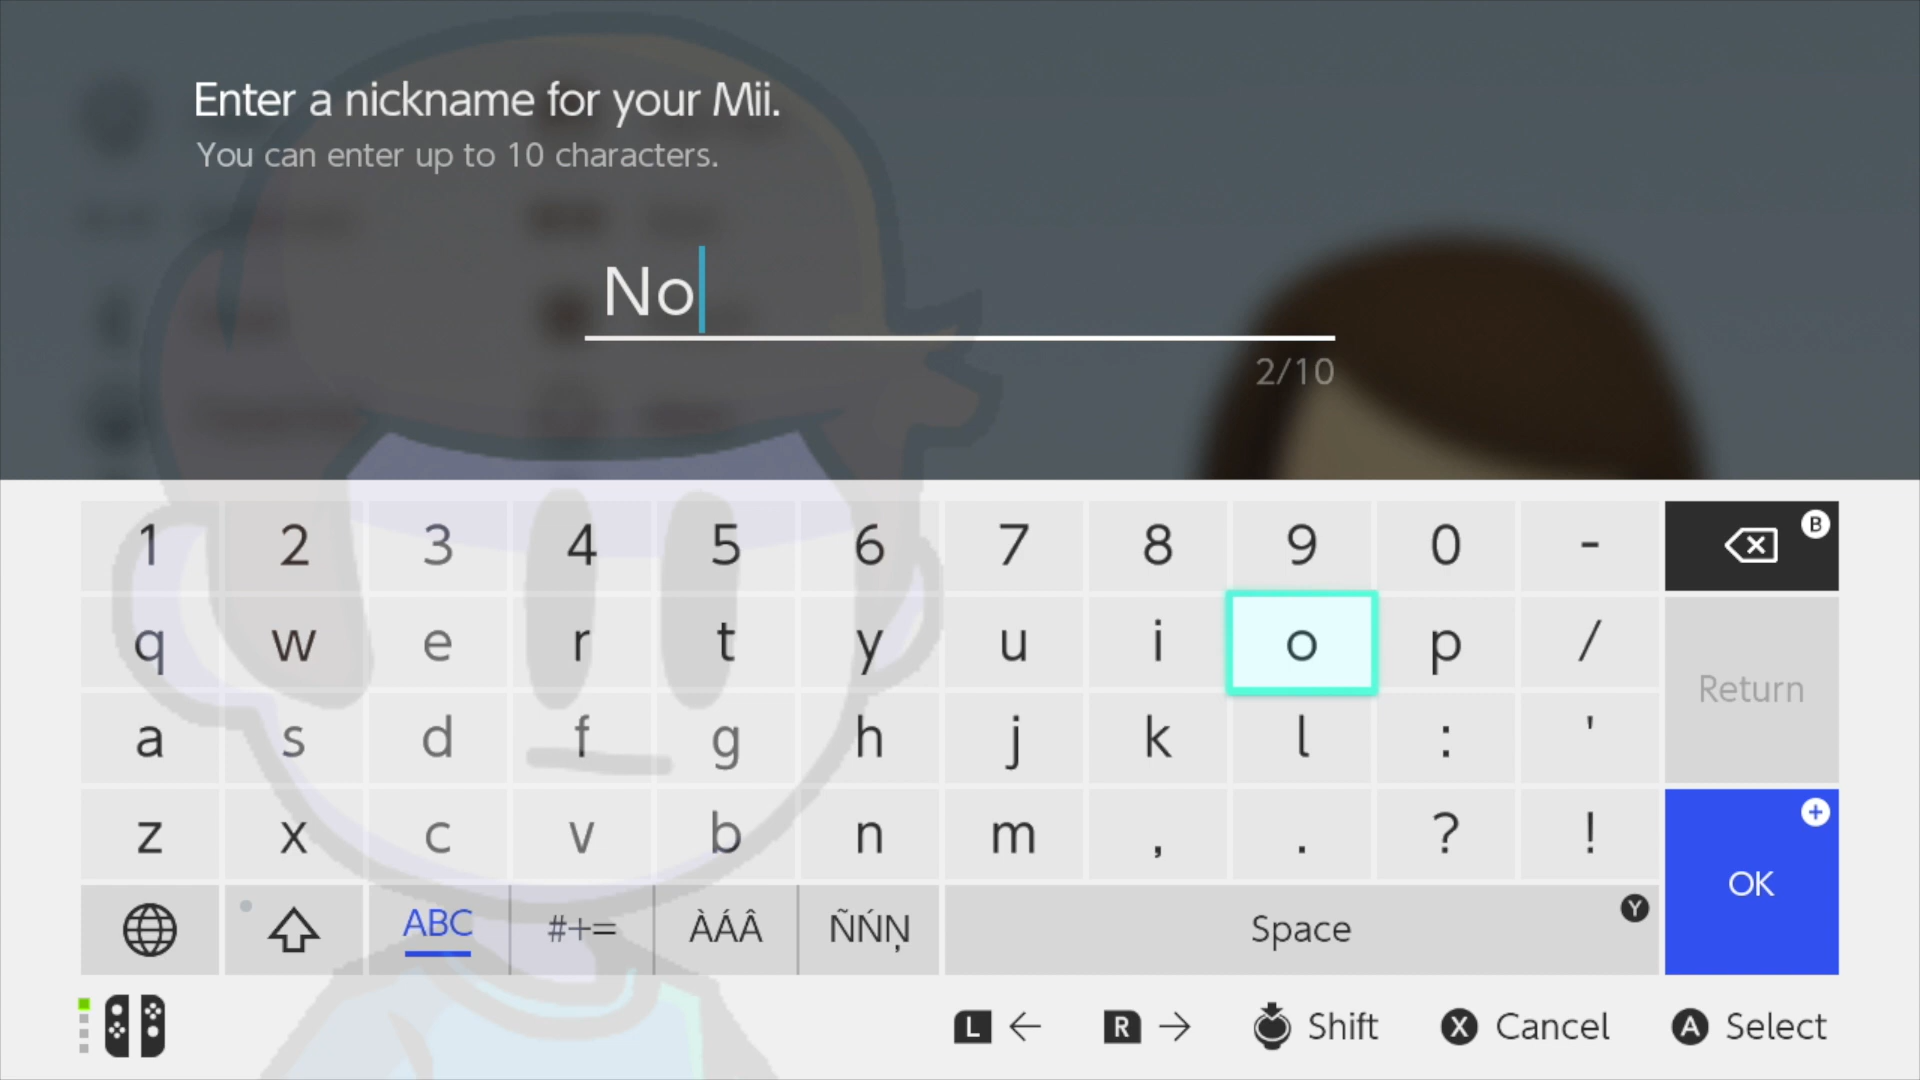 Enter a nickname for your Mii.
You can enter up to 10 characters.
No
2/10
1 2 3 4 5 6 7 8 9 0 - B
q w e r t y u i o p /
Return
a s d f g h j k l : '
z x c v b n m , . ? ! +
OK
ABC #+= ÀÁÂ ÑŃŅ Space Y
L ← R → Shift X Cancel A Select